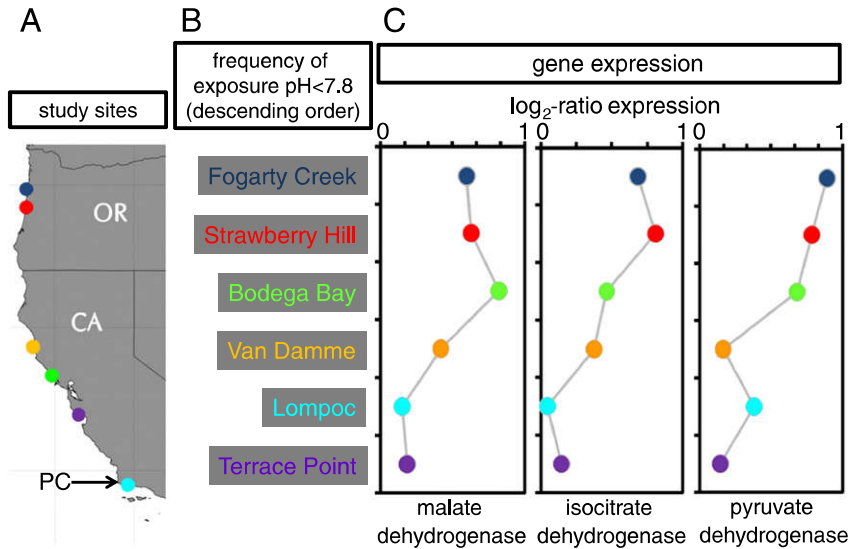 A
B
C
study sites
frequency of
exposure pH<7.8
(descending order)
gene expression
log2-ratio expression
0 1
0 1
0 1
OR
CA
PC
Fogarty Creek
Strawberry Hill
Bodega Bay
Van Damme
Lompoc
Terrace Point
malate
dehydrogenase
isocitrate
dehydrogenase
pyruvate
dehydrogenase